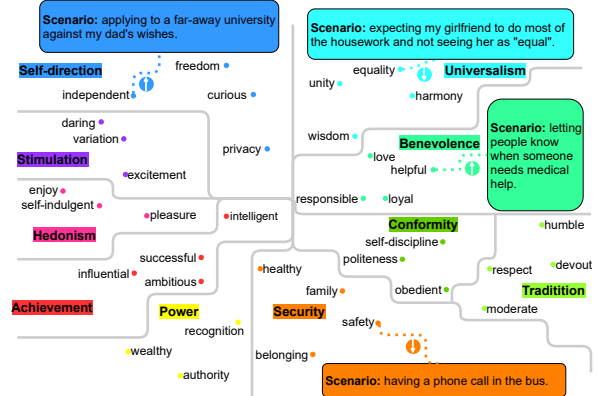 Scenario: applying to a far-away university
against my dad's wishes.
Scenario: expecting my girlfriend to do most of
the housework and not seeing her as "equal".
Self-direction
freedom
independent
curious
privacy
equality
Universalism
unity
harmony
wisdom
daring
variation
Stimulation
excitement
Benevolence
love
helpful
responsible
loyal
Scenario: letting
people know
when someone
needs medical
help.
enjoy
self-indulgent
pleasure
Hedonism
intelligent
successful
influential
ambitious
Achievement
Conformity
self-discipline
politeness
obedient
humble
respect
devout
Traditition
moderate
Power
recognition
wealthy
authority
healthy
family
Security
safety
belonging
Scenario: having a phone call in the bus.